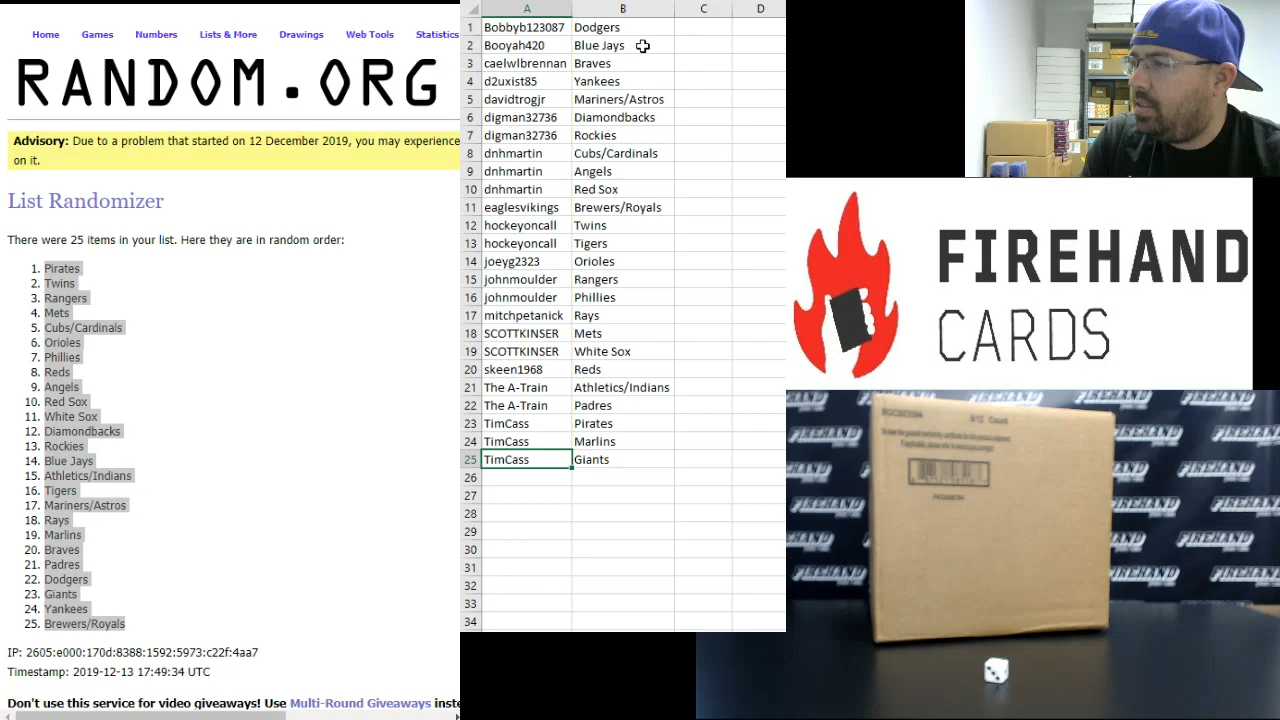 Home Games Numbers Lists & More Drawings Web Tools Statistics
RANDOM.ORG
Advisory: Due to a problem that started on 12 December 2019, you may experience
on it.
List Randomizer
There were 25 items in your list. Here they are in random order:
1. Pirates
2. Twins
3. Rangers
4. Mets
5. Cubs/Cardinals
6. Orioles
7. Phillies
8. Reds
9. Angels
10. Red Sox
11. White Sox
12. Diamondbacks
13. Rockies
14. Blue Jays
15. Athletics/Indians
16. Tigers
17. Mariners/Astros
18. Rays
19. Marlins
20. Braves
21. Padres
22. Dodgers
23. Giants
24. Yankees
25. Brewers/Royals
IP: 2605:e000:170d:8388:1592:5973:c22f:4aa7
Timestamp: 2019-12-13 17:49:34 UTC
Don't use this service for video giveaways! Use Multi-Round Giveaways inste
A B C D
1 Bobbyb123087 Dodgers
2 Booyah420 Blue Jays
3 caelwlbrennan Braves
4 d2uxist85 Yankees
5 davidtrogjr Mariners/Astros
6 digman32736 Diamondbacks
7 digman32736 Rockies
8 dnhmartin Cubs/Cardinals
9 dnhmartin Angels
10 dnhmartin Red Sox
11 eaglesvikings Brewers/Royals
12 hockeyoncall Twins
13 hockeyoncall Tigers
14 joeyg2323 Orioles
15 johnmoulder Rangers
16 johnmoulder Phillies
17 mitchpetanick Rays
18 SCOTTKINSER Mets
19 SCOTTKINSER White Sox
20 skeen1968 Reds
21 The A-Train Athletics/Indians
22 The A-Train Padres
23 TimCass Pirates
24 TimCass Marlins
25 TimCass Giants
26
27
28
29
30
31
32
33
34
FIREHAND
CARDS
FIREHAND
FIREHAND
FIREHAND
FIREHAND
FIREHAND
FIREHAND